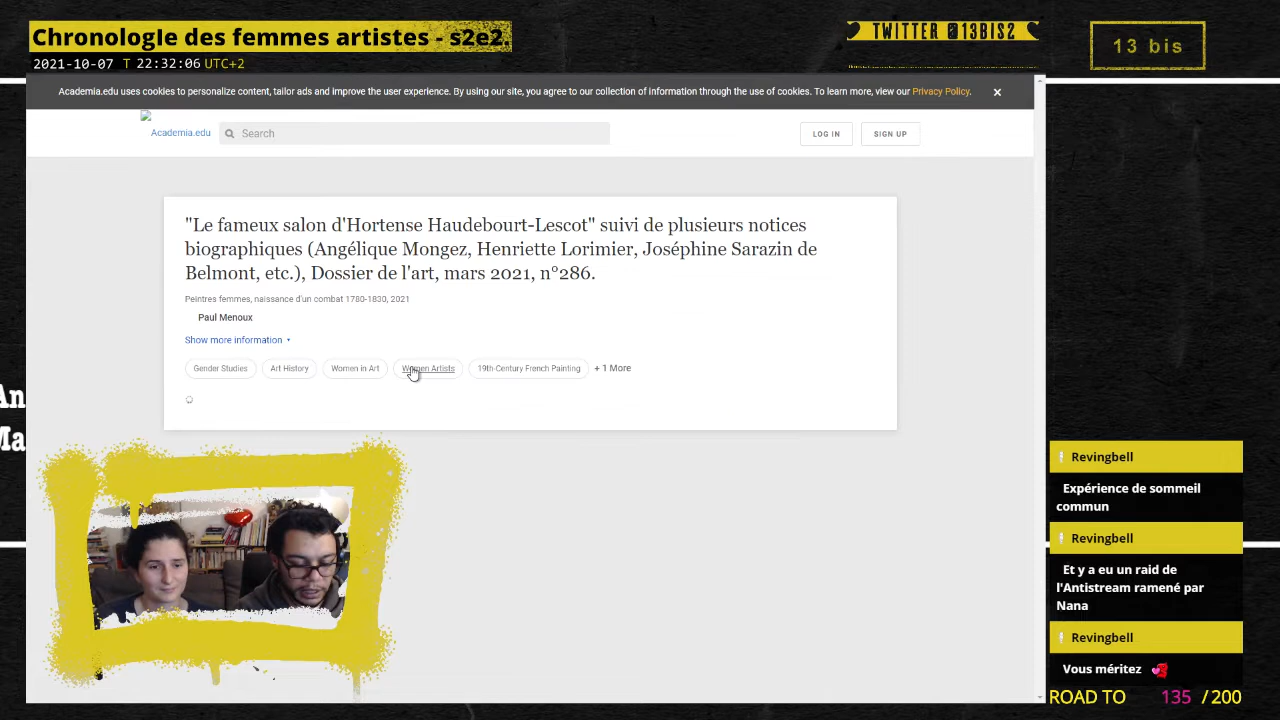 Chronologie des femmes artistes - s2e2
2021-10-07 T 22:32:06 UTC+2
TWITTER @13BIS2
13 bis
Academia.edu uses cookies to personalize content, tailor ads and improve the user experience. By using our site, you agree to our collection of information through the use of cookies. To learn more, view our Privacy Policy.
Academia.edu
Search
LOG IN
SIGN UP
"Le fameux salon d'Hortense Haudebourt-Lescot" suivi de plusieurs notices
biographiques (Angélique Mongez, Henriette Lorimier, Joséphine Sarazin de
Belmont, etc.), Dossier de l'art, mars 2021, n°286.
Peintres femmes, naissance d'un combat 1780-1830, 2021
Paul Menoux
Show more information
Gender Studies
Art History
Women in Art
Women Artists
19th-Century French Painting
+ 1 More
An
Ma
Revingbell
Expérience de sommeil
commun
Revingbell
Et y a eu un raid de
l'Antistream ramené par
Nana
Revingbell
Vous méritez
ROAD TO 135 / 200